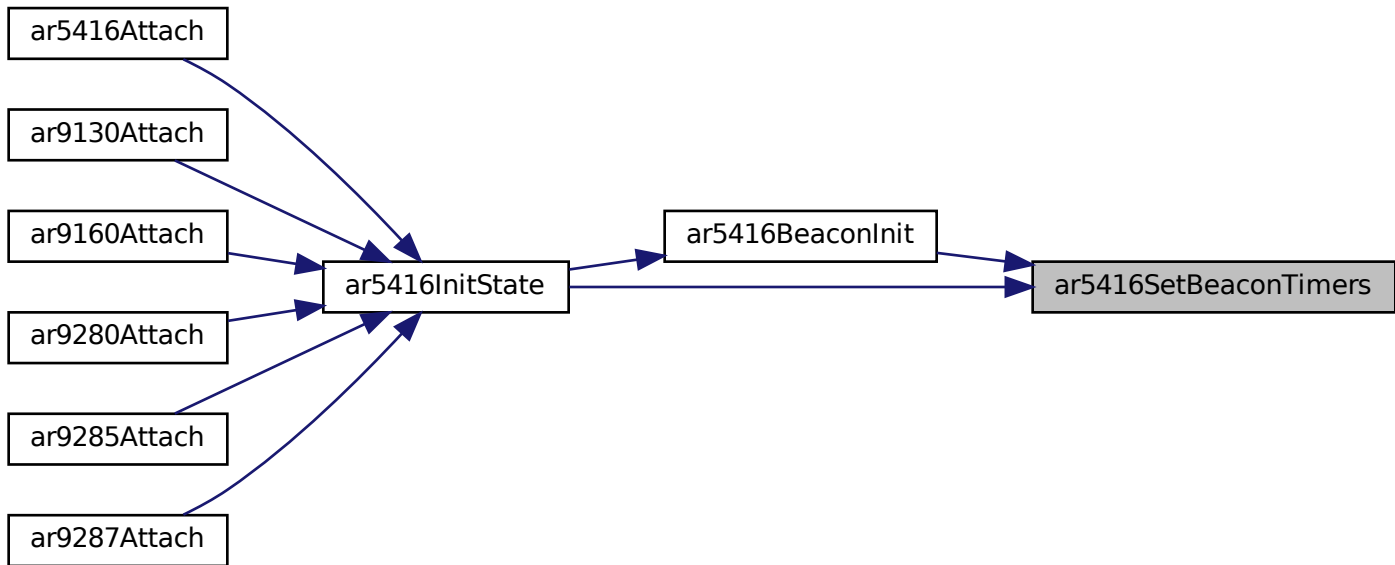 ar5416Attach
ar9130Attach
ar9160Attach
ar9280Attach
ar9285Attach
ar9287Attach
ar5416InitState
ar5416BeaconInit
ar5416SetBeaconTimers